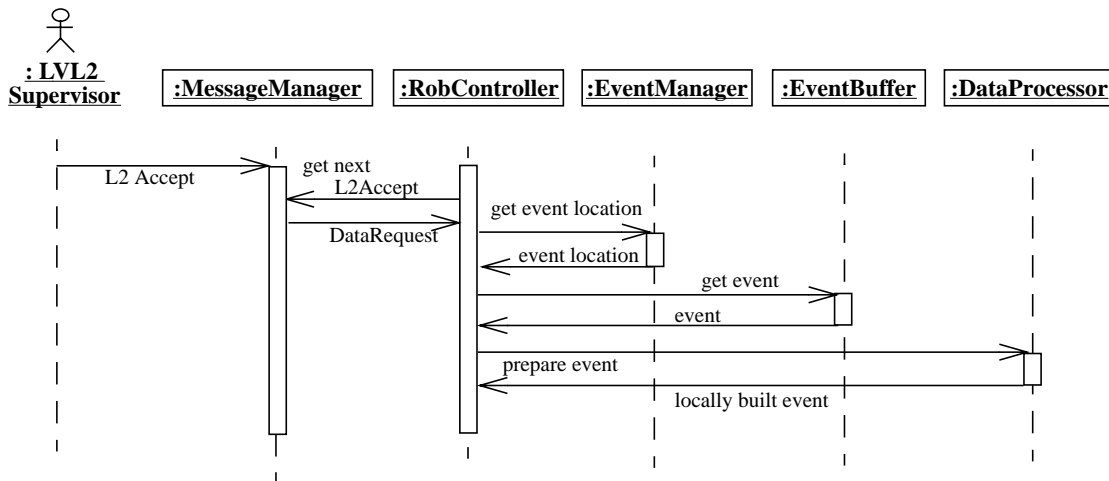 : LVL2
Supervisor
:MessageManager
:RobController
:EventManager
:EventBuffer
:DataProcessor
L2 Accept
get next
L2Accept
DataRequest
get event location
event location
get event
event
prepare event
locally built event